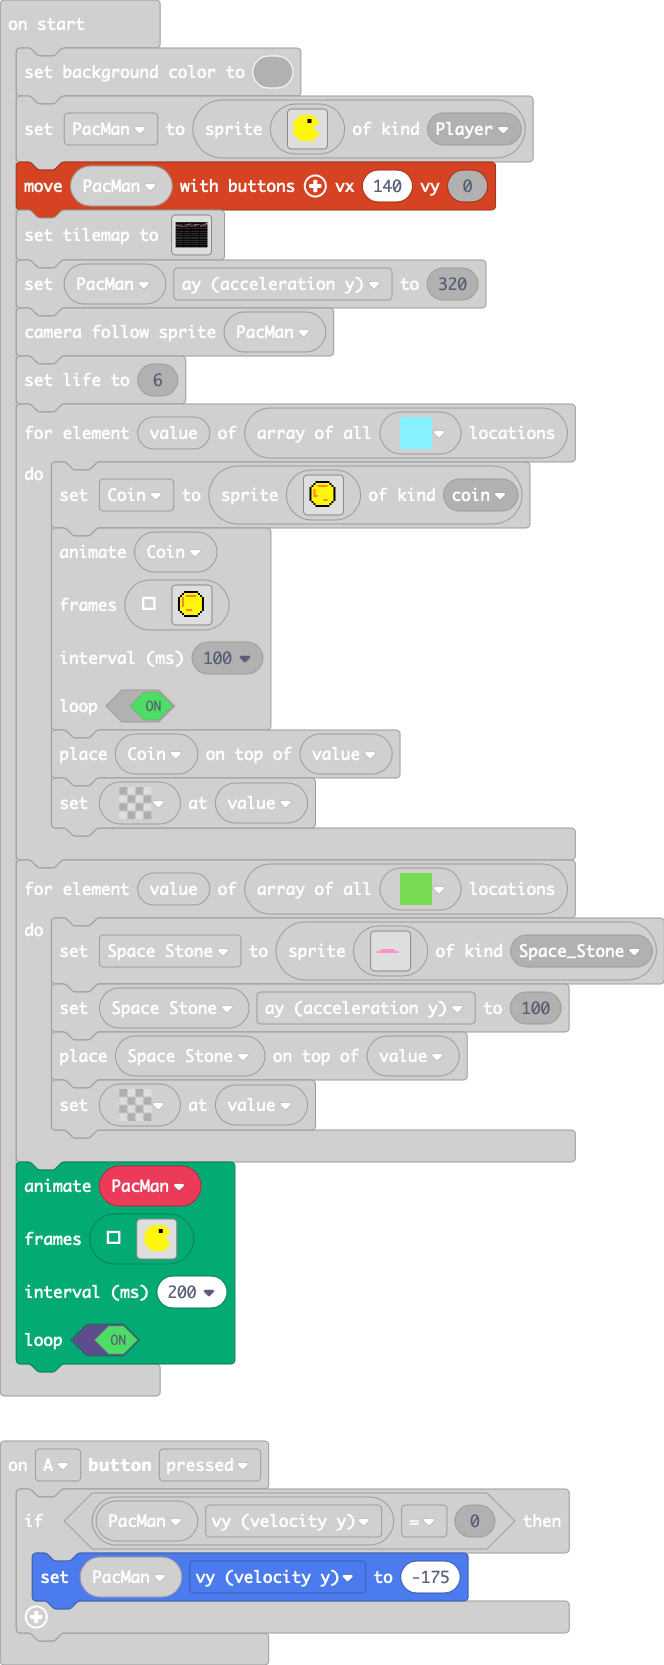 on start
set background color to
set PacMan to sprite of kind Player
move PacMan with buttons vx 140 vy 0
set tilemap to
set PacMan ay (acceleration y) to 320
camera follow sprite PacMan
set life to 6
for element value of array of all locations
do
set Coin to sprite of kind coin
animate Coin
frames
interval (ms) 100
loop ON
place Coin on top of value
set at value
for element value of array of all locations
do
set Space Stone to sprite of kind Space_Stone
set Space Stone ay (acceleration y) to 100
place Space Stone on top of value
set at value
animate PacMan
frames
interval (ms) 200
loop ON
on A button pressed
if PacMan vy (velocity y) = 0 then
set PacMan vy (velocity y) to -175